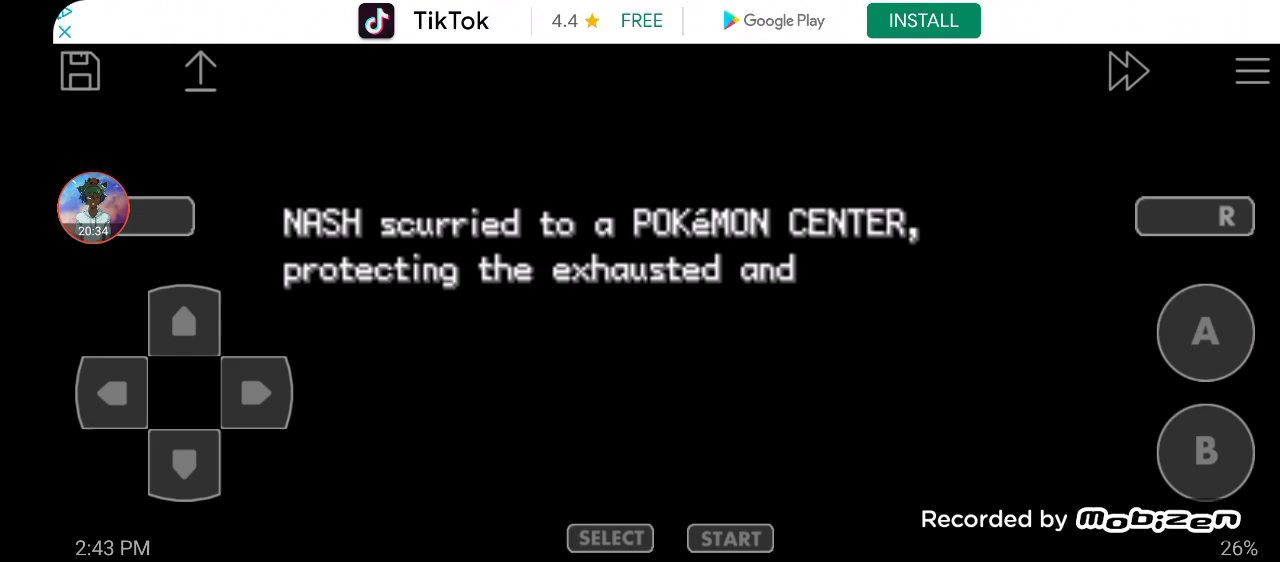 TikTok
4.4 FREE
Google Play
INSTALL
20:34
R
NASH scurried to a POKéMON CENTER,
protecting the exhausted and
A
B
SELECT
START
Recorded by mobizen
2:43 PM
26%